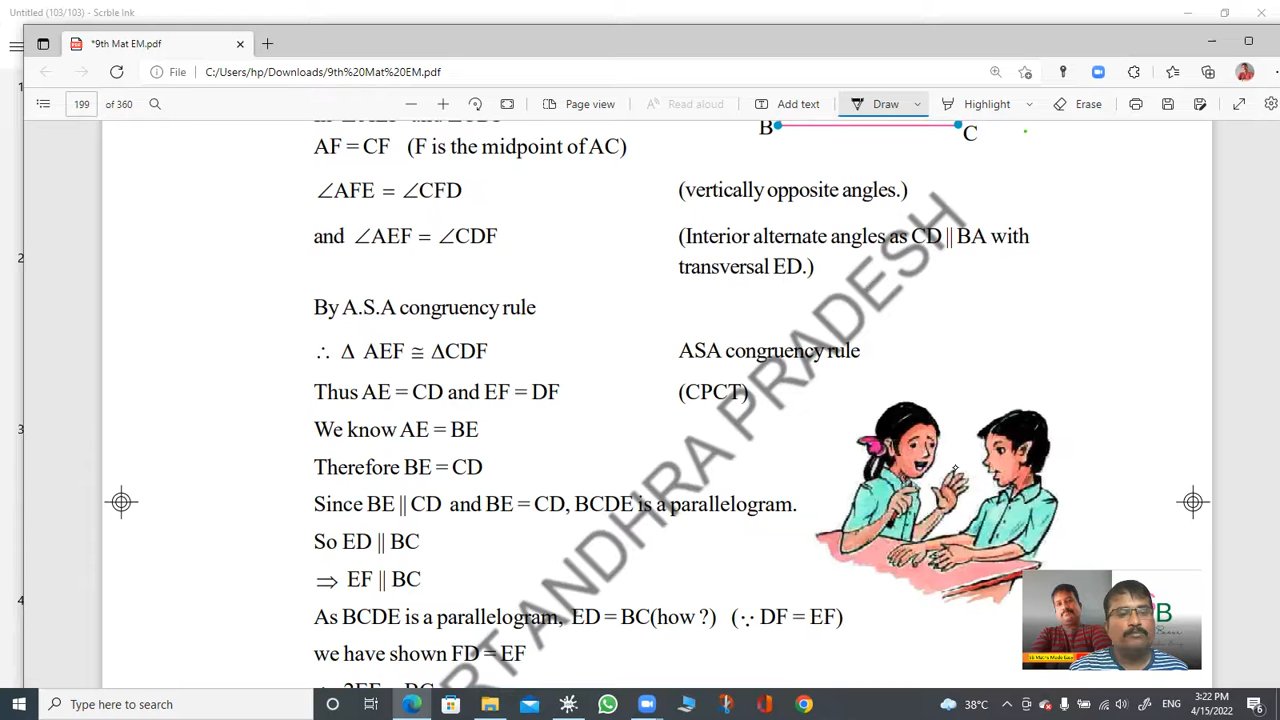 Untitled (103/103) - Scrble Ink
*9th Mat EM.pdf
File
C:/Users/hp/Downloads/9th%20Mat%20EM.pdf
199 of 360
Page view
Read aloud
Add text
Draw
Highlight
Erase
B
C
AF = CF (F is the midpoint of AC)
∠AFE = ∠CFD (vertically opposite angles.)
and ∠AEF = ∠CDF (Interior alternate angles as CD || BA with
transversal ED.)
By A.S.A congruency rule
∴ Δ AEF ≅ ΔCDF ASA congruency rule
Thus AE = CD and EF = DF (CPCT)
We know AE = BE
Therefore BE = CD
Since BE || CD and BE = CD, BCDE is a parallelogram.
So ED || BC
⇒ EF || BC
As BCDE is a parallelogram, ED = BC(how ?) (∵ DF = EF)
we have shown FD = EF
ANDHRA PRADESH
1
2
3
4
B
Type here to search
38°C
ENG
3:22 PM
4/15/2022
6